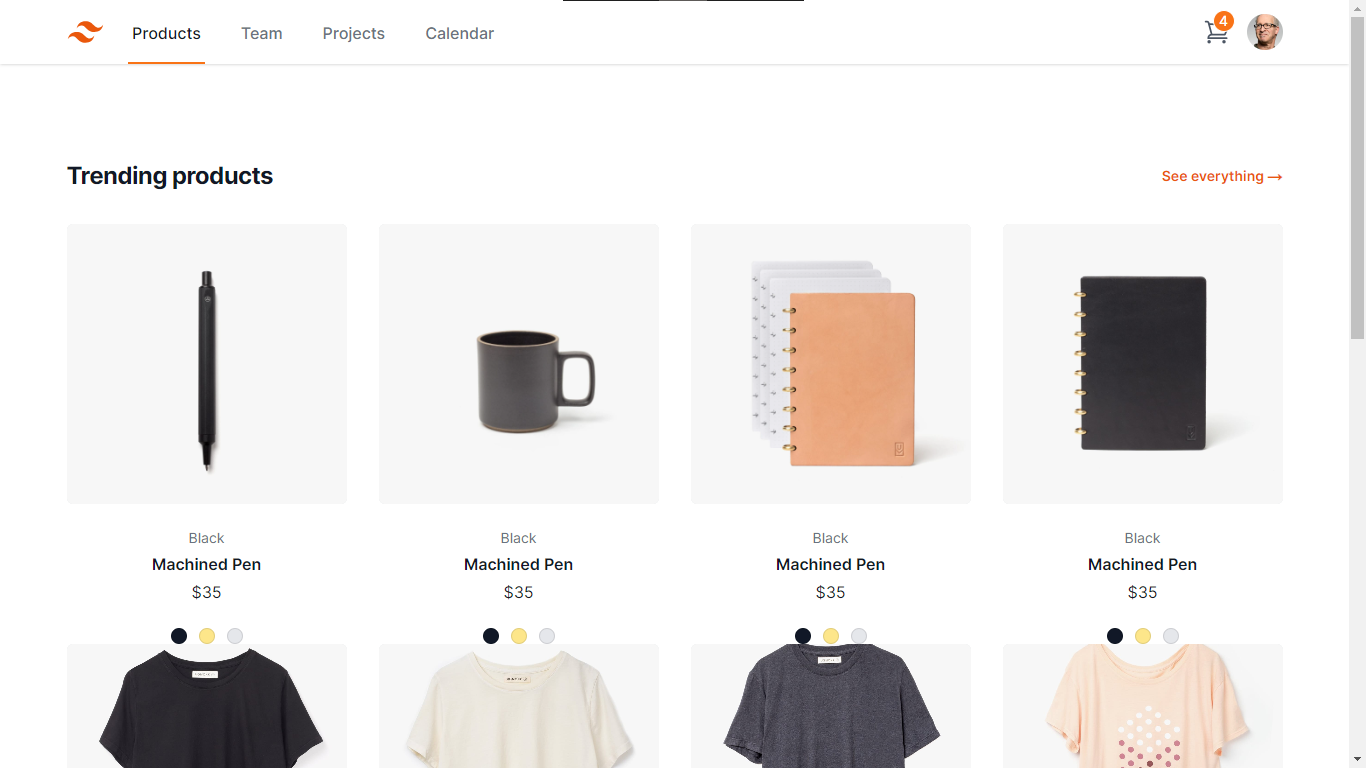 Products Team Projects Calendar 4
Trending products See everything →
Black Black Black Black
Machined Pen Machined Pen Machined Pen Machined Pen
$35 $35 $35 $35